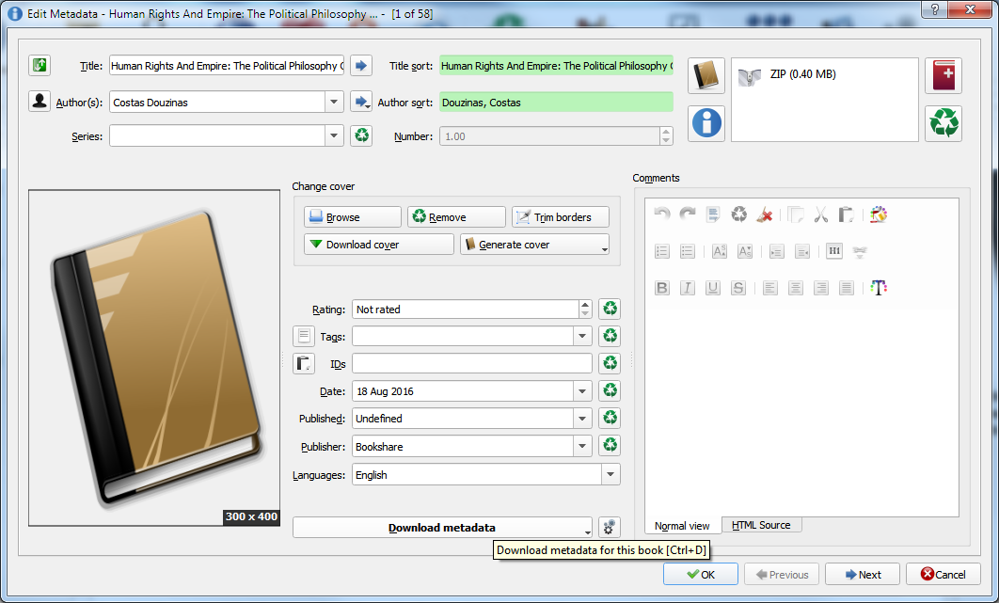 Edit Metadata - Human Rights And Empire: The Political Philosophy ... - [1 of 58]
?
Title: Human Rights And Empire: The Political Philosophy Title sort: Human Rights And Empire: The Political Philosophy
ZIP (0.40 MB)
Author(s): Costas Douzinas Author sort: Douzinas, Costas
Series: Number: 1.00
Change cover
Browse Remove Trim borders
Download cover Generate cover
300 x 400
Rating: Not rated
Tags:
IDs
Date: 18 Aug 2016
Published: Undefined
Publisher: Bookshare
Languages: English
Download metadata
Download metadata for this book [Ctrl+D]
Comments
H1
B I U S T
Normal view HTML Source
OK Previous Next Cancel